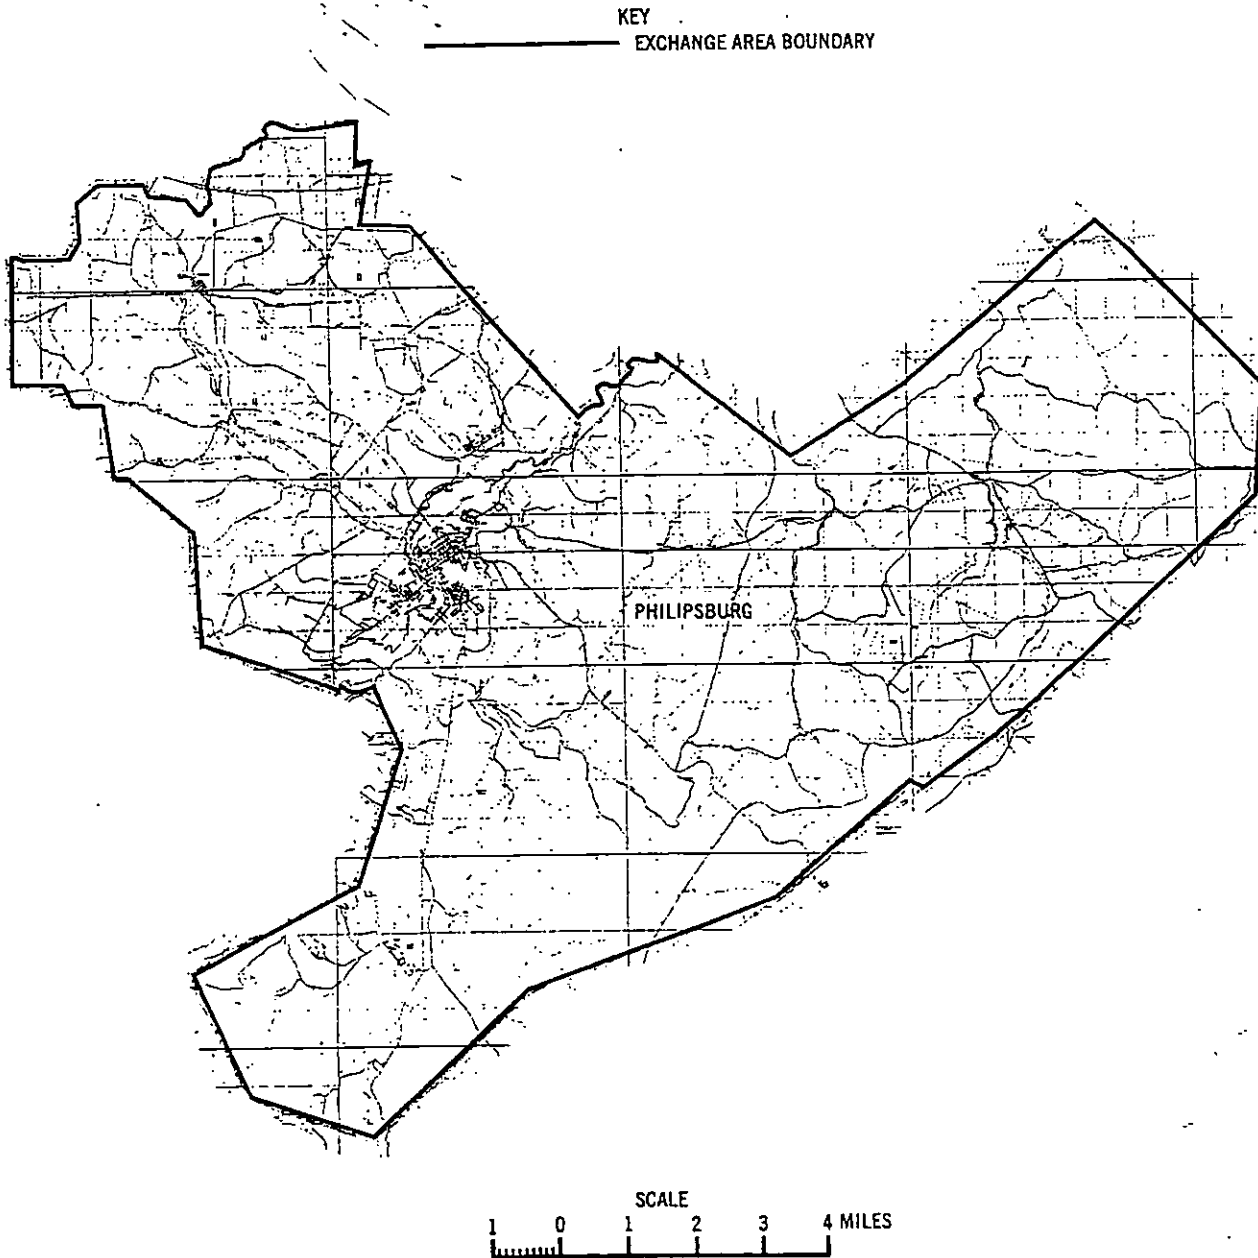 KEY
EXCHANGE AREA BOUNDARY
PHILIPSBURG
SCALE
1 0 1 2 3 4 MILES